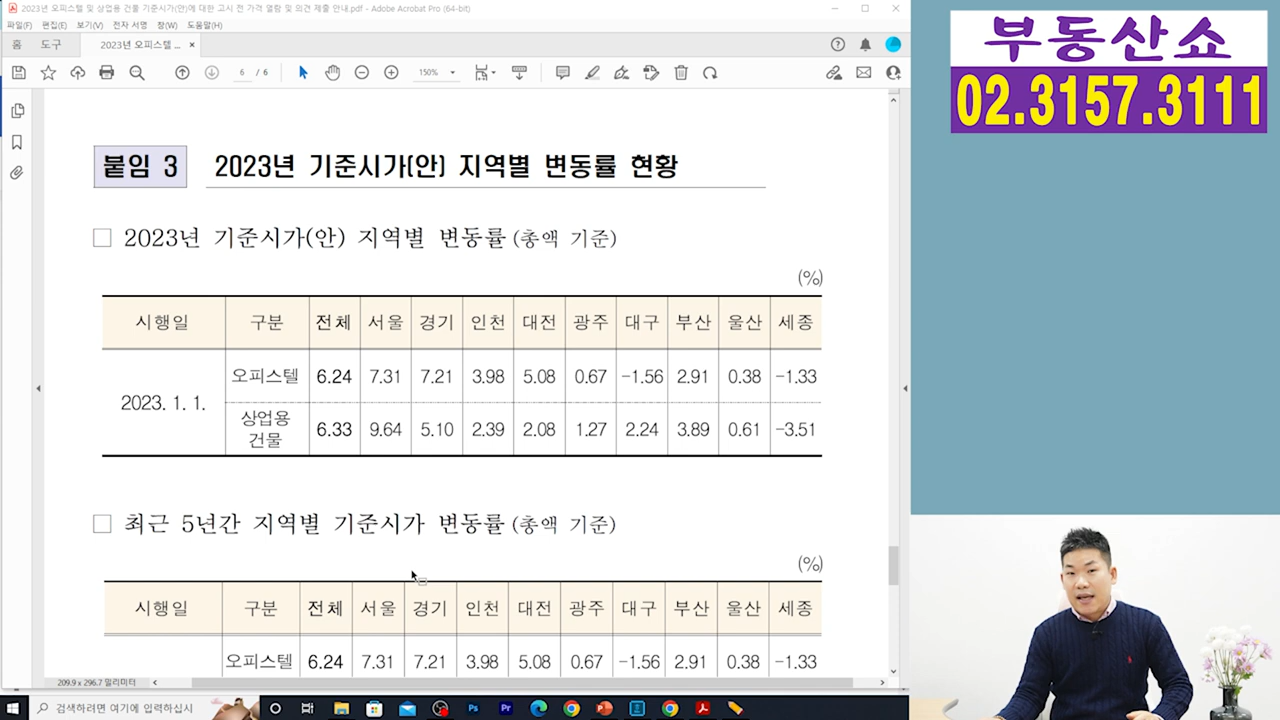 2023년 오피스텔 및 상업용 건물 기준시가(안)에 대한 고시 전 가격 열람 및 의견 제출 안내.pdf - Adobe Acrobat Pro (64-bit)
파일(F) 편집(E) 보기(V) 전자 서명 창(W) 도움말(H)
홈 도구 2023년 오피스텔 ... ×
6 / 6 150%
붙임 3 2023년 기준시가(안) 지역별 변동률 현황
□ 2023년 기준시가(안) 지역별 변동률 (총액 기준)
(%)
시행일 구분 전체 서울 경기 인천 대전 광주 대구 부산 울산 세종
2023. 1. 1. 오피스텔 6.24 7.31 7.21 3.98 5.08 0.67 -1.56 2.91 0.38 -1.33
상업용
건물 6.33 9.64 5.10 2.39 2.08 1.27 2.24 3.89 0.61 -3.51
□ 최근 5년간 지역별 기준시가 변동률 (총액 기준)
(%)
시행일 구분 전체 서울 경기 인천 대전 광주 대구 부산 울산 세종
오피스텔 6.24 7.31 7.21 3.98 5.08 0.67 -1.56 2.91 0.38 -1.33
209.9 x 296.7 밀리미터
검색하려면 여기에 입력하십시
Ps Pr
부동산쇼
02.3157.3111